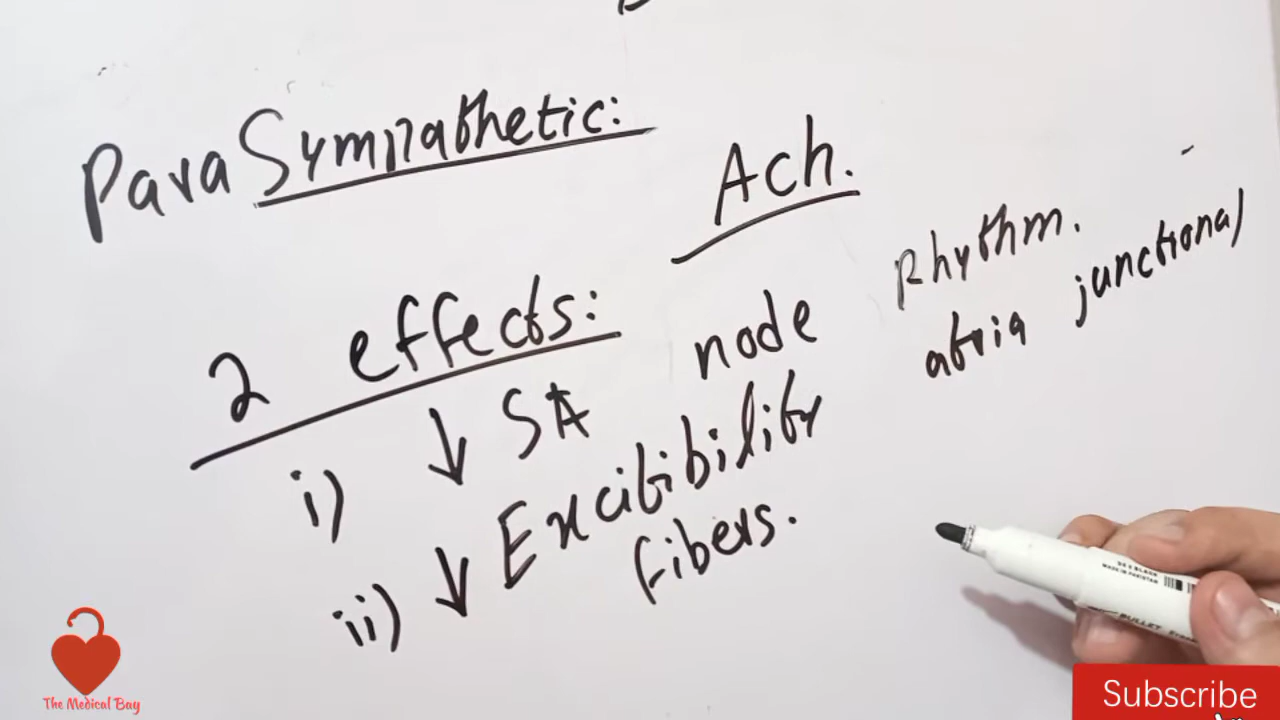 ParaSympathetic:
Ach.
2 effects:
i) ↓ SA node Rhythm.
ii) ↓ Excitibility atria junctional
fibers.
The Medical Bay
Subscribe